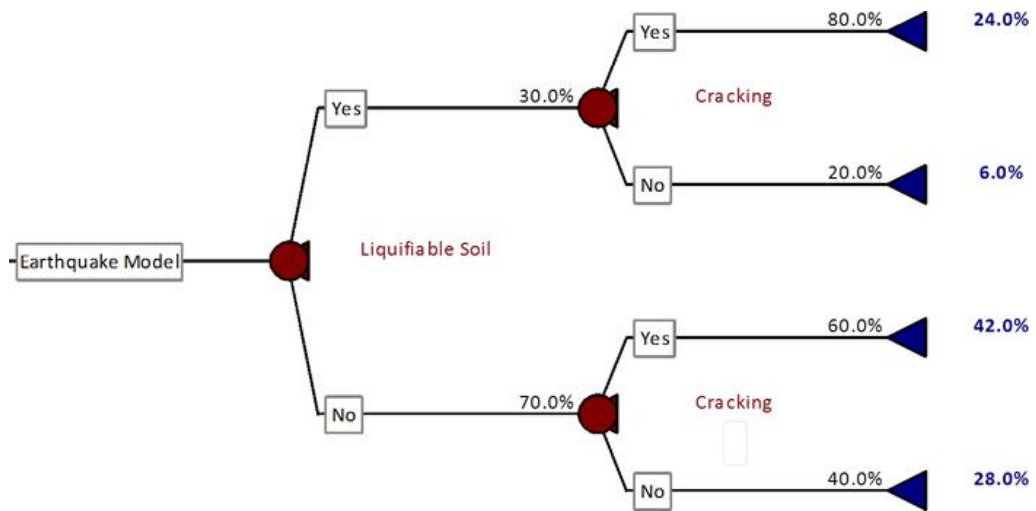 Yes
80.0%
24.0%
Yes
30.0%
Cracking
No
20.0%
6.0%
Earthquake Model
Liquifiable Soil
Yes
60.0%
42.0%
No
70.0%
Cracking
No
40.0%
28.0%